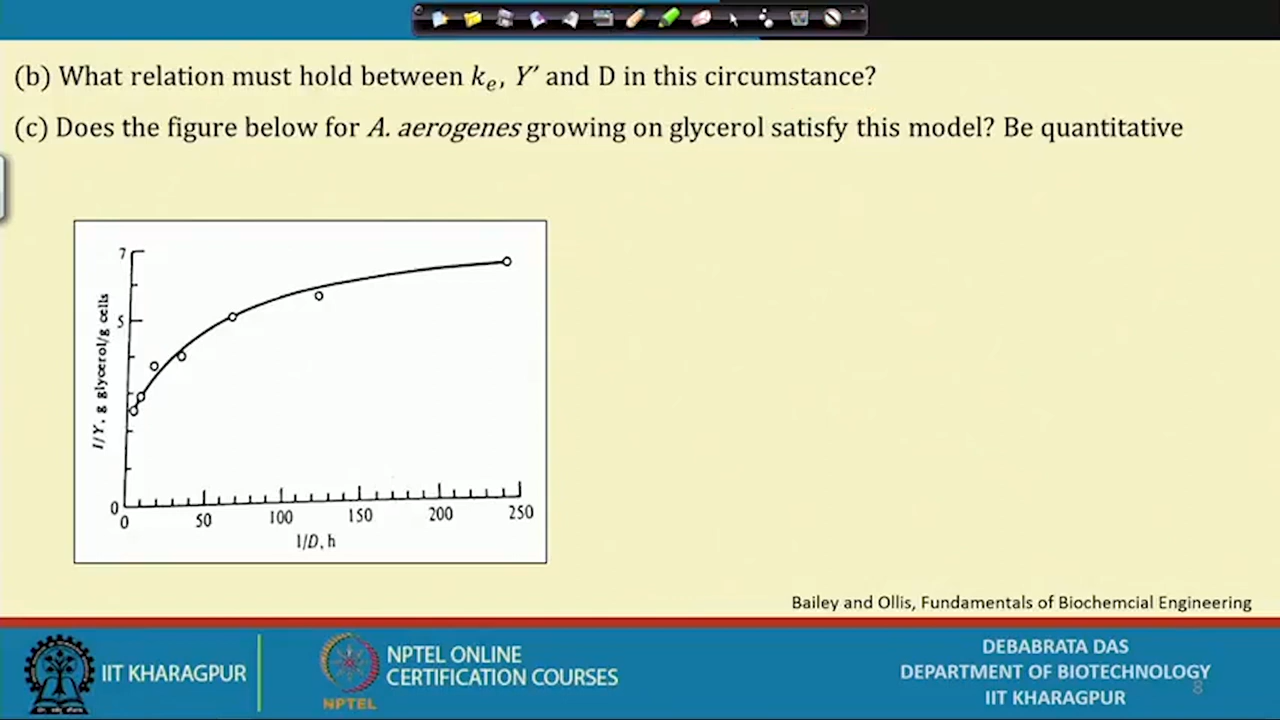 (b) What relation must hold between kₑ, Y′ and D in this circumstance?
(c) Does the figure below for A. aerogenes growing on glycerol satisfy this model? Be quantitative
7
5
0
1/Y, g glycerol/g cells
0 50 100 150 200 250
1/D, h
Bailey and Ollis, Fundamentals of Biochemcial Engineering
IIT KHARAGPUR
NPTEL
NPTEL ONLINE
CERTIFICATION COURSES
DEBABRATA DAS
DEPARTMENT OF BIOTECHNOLOGY
IIT KHARAGPUR
8